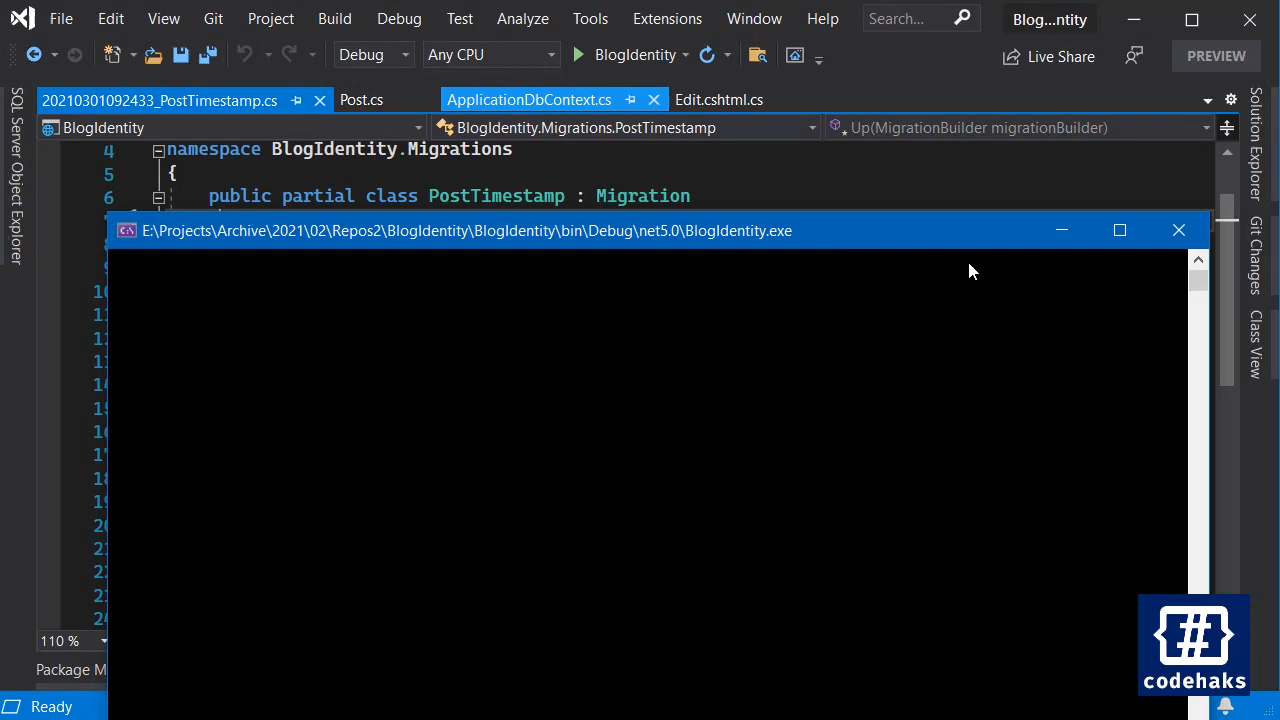 File Edit View Git Project Build Debug Test Analyze Tools Extensions Window Help Search... Blog...ntity
Debug Any CPU BlogIdentity Live Share PREVIEW
20210301092433_PostTimestamp.cs Post.cs ApplicationDbContext.cs Edit.cshtml.cs
BlogIdentity BlogIdentity.Migrations.PostTimestamp Up(MigrationBuilder migrationBuilder)
SQL Server Object Explorer
4 namespace BlogIdentity.Migrations
5 {
6 public partial class PostTimestamp : Migration
E:\Projects\Archive\2021\02\Repos2\BlogIdentity\BlogIdentity\bin\Debug\net5.0\BlogIdentity.exe
Solution Explorer
Git Changes
Class View
110 %
Package M
Ready
{#}
codehaks